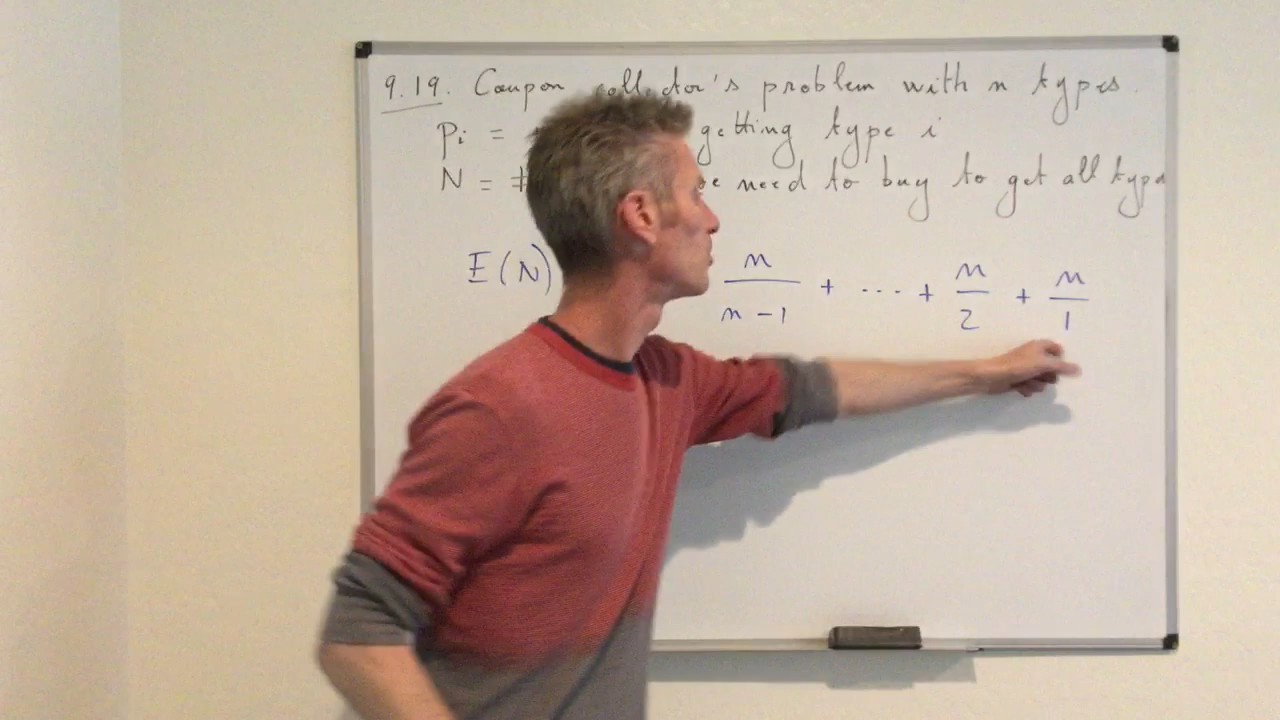 9.19. Coupon collector's problem with n types.
Pi = getting type i
N = # need to buy to get all type
E(N) n/(n-1) + ... + n/2 + n/1